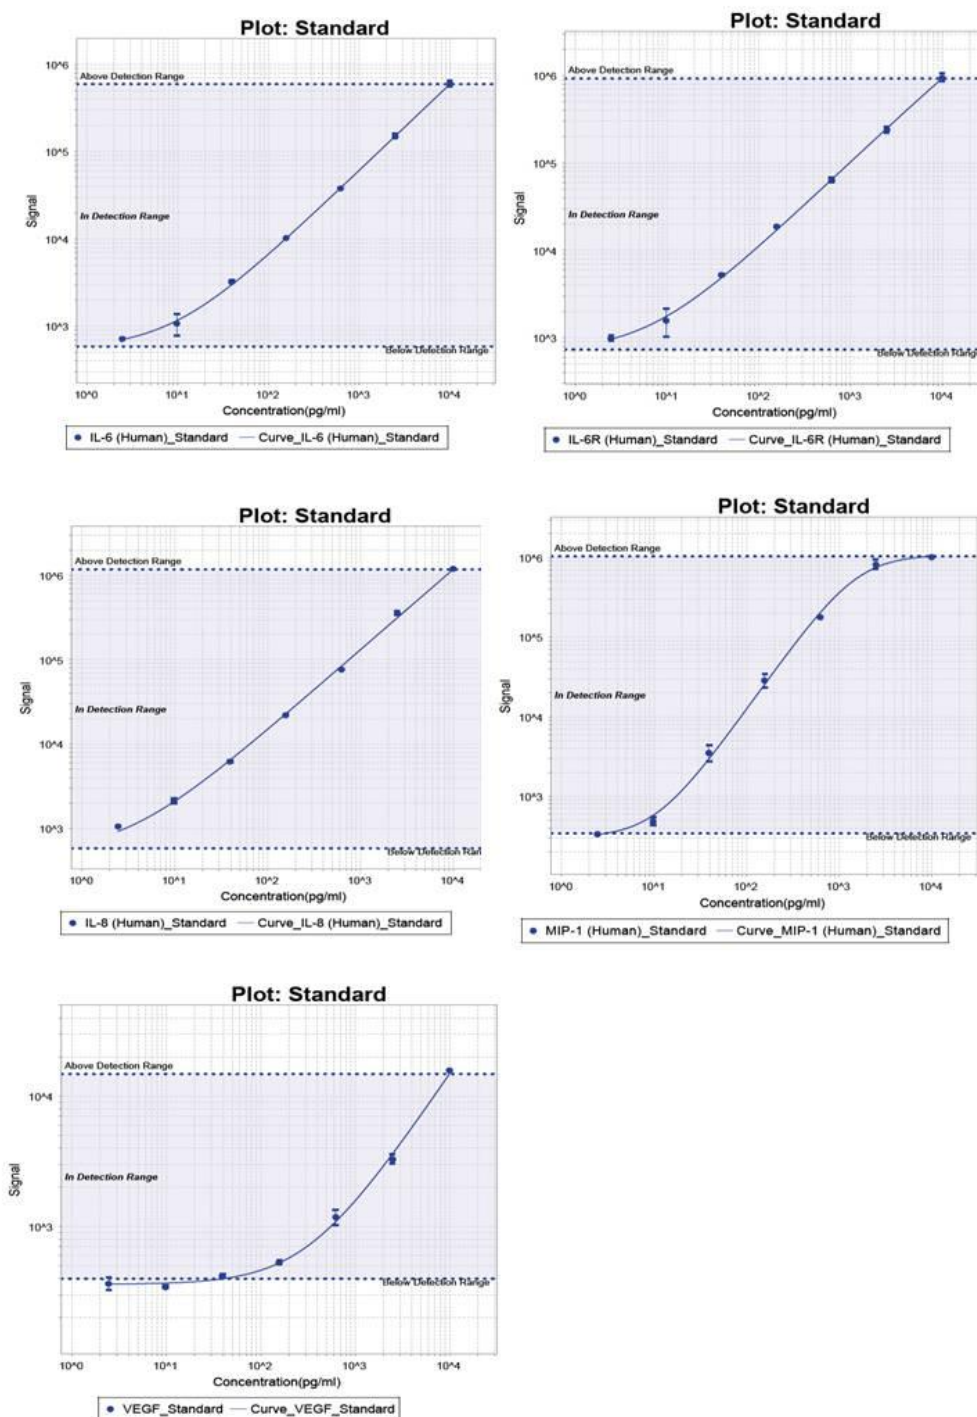 Plot: Standard
10^6
Above Detection Range
10^5
In Detection Range
Signal
10^4
10^3
Below Detection Range
10^0 10^1 10^2 10^3 10^4
Concentration(pg/ml)
IL-6 (Human)_Standard Curve_IL-6 (Human)_Standard
Plot: Standard
Above Detection Range
10^6
10^5
In Detection Range
Signal
10^4
10^3
Below Detection Range
10^0 10^1 10^2 10^3 10^4
Concentration(pg/ml)
IL-6R (Human)_Standard Curve_IL-6R (Human)_Standard
Plot: Standard
Above Detection Range
10^6
10^5
In Detection Range
Signal
10^4
10^3
Below Detection Ran
10^0 10^1 10^2 10^3 10^4
Concentration(pg/ml)
IL-8 (Human)_Standard Curve_IL-8 (Human)_Standard
Plot: Standard
Above Detection Range
10^6
10^5
In Detection Range
Signal
10^4
10^3
Below Detection Range
10^0 10^1 10^2 10^3 10^4
Concentration(pg/ml)
MIP-1 (Human)_Standard Curve_MIP-1 (Human)_Standard
Plot: Standard
Above Detection Range
10^4
In Detection Range
Signal
10^3
Below Detection Range
10^0 10^1 10^2 10^3 10^4
Concentration(pg/ml)
VEGF_Standard Curve_VEGF_Standard